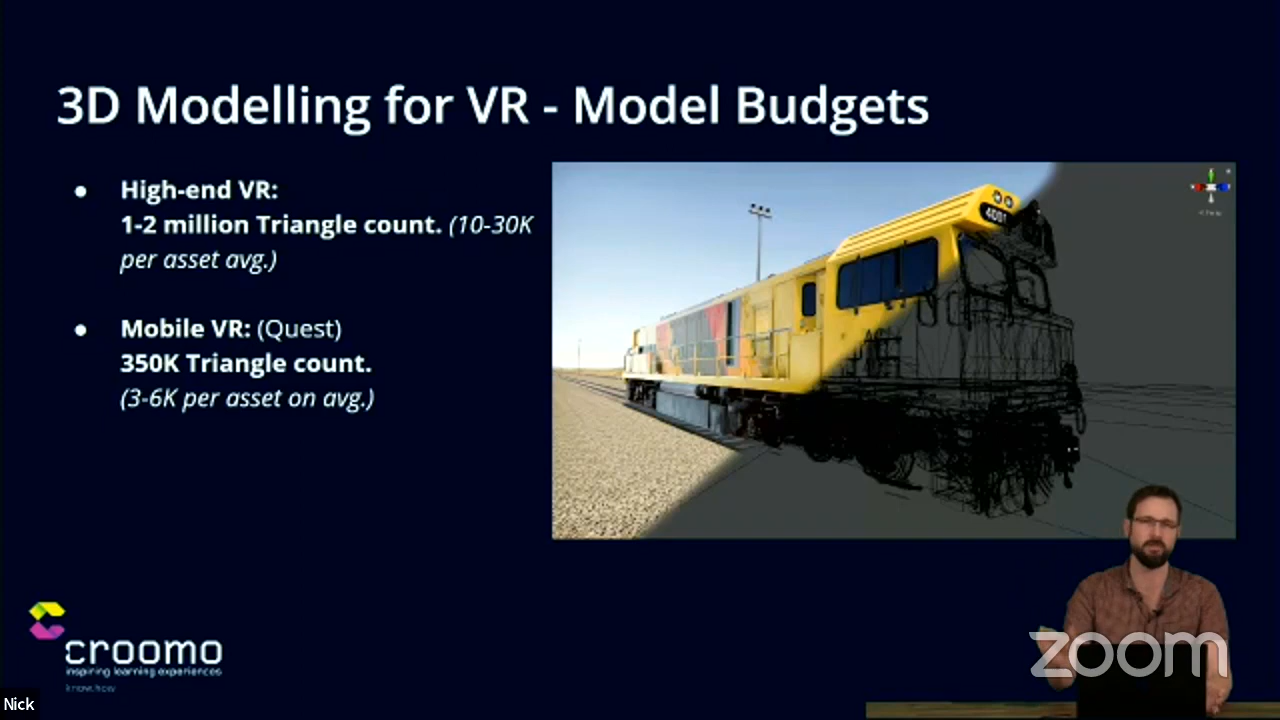 3D Modelling for VR - Model Budgets
● High-end VR:
1-2 million Triangle count. (10-30K
per asset avg.)
● Mobile VR: (Quest)
350K Triangle count.
(3-6K per asset on avg.)
4001
croomo
inspiring learning experiences
know.how
zoom
Nick